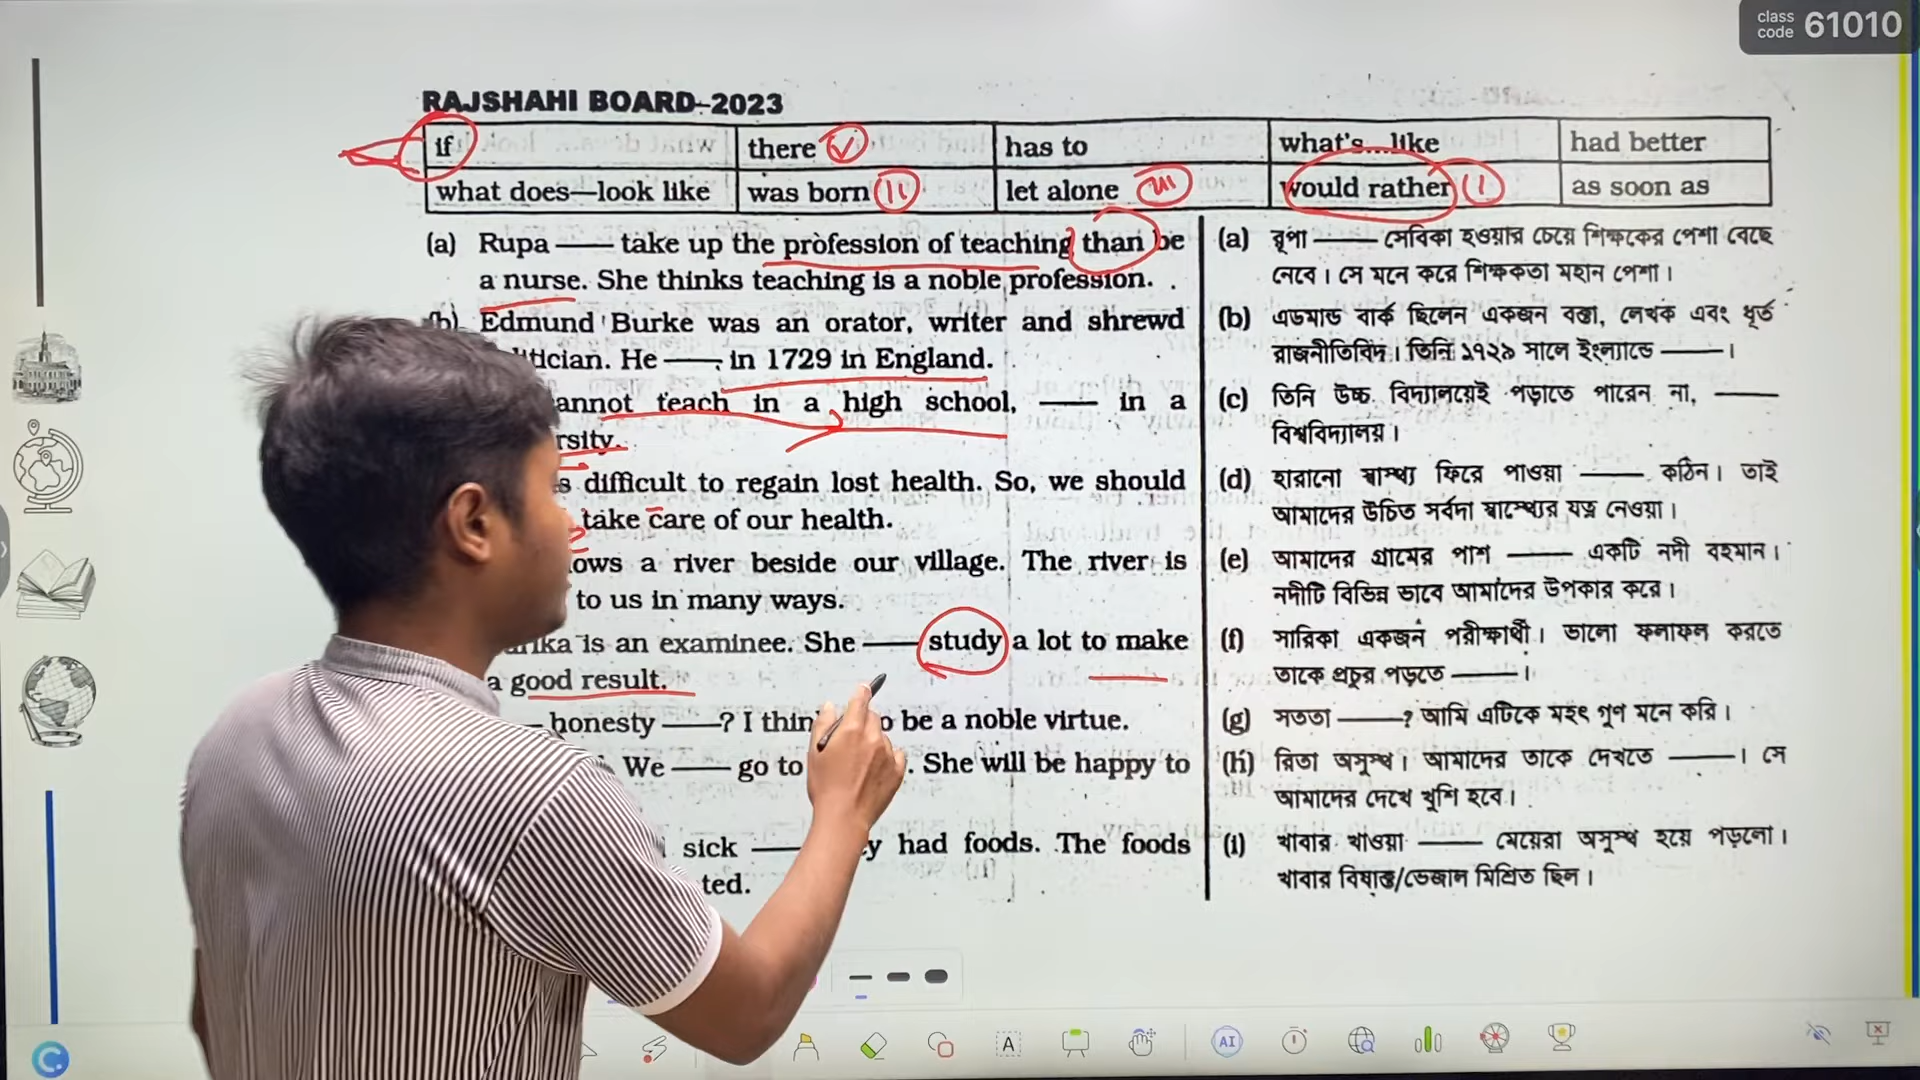 class code 61010
RAJSHAHI BOARD–2023
if there v has to what's...like had better
what does—look like was born ii let alone iii would rather i as soon as
(a) Rupa —— take up the profession of teaching than be
a nurse. She thinks teaching is a noble profession.
(b) Edmund Burke was an orator, writer and shrewd
tician. He —— in 1729 in England.
annot teach in a high school, —— in a
rsity.
s difficult to regain lost health. So, we should
take care of our health.
ows a river beside our village. The river is
to us in many ways.
ika is an examinee. She —— study a lot to make
a good result.
— honesty ——? I thin o be a noble virtue.
We —— go to . She will be happy to
sick —— y had foods. The foods
ted.
(a) রূপা —— সেবিকা হওয়ার চেয়ে শিক্ষকের পেশা বেছে
নেবে। সে মনে করে শিক্ষকতা মহান পেশা।
(b) এডমান্ড বার্ক ছিলেন একজন বক্তা, লেখক এবং ধূর্ত
রাজনীতিবিদ। তিনি ১৭২৯ সালে ইংল্যান্ডে ——।
(c) তিনি উচ্চ বিদ্যালয়েই পড়াতে পারেন না, ——
বিশ্ববিদ্যালয়।
(d) হারানো স্বাস্থ্য ফিরে পাওয়া —— কঠিন। তাই
আমাদের উচিত সর্বদা স্বাস্থ্যের যত্ন নেওয়া।
(e) আমাদের গ্রামের পাশ —— একটি নদী বহমান।
নদীটি বিভিন্ন ভাবে আমাদের উপকার করে।
(f) সারিকা একজন পরীক্ষার্থী। ভালো ফলাফল করতে
তাকে প্রচুর পড়তে ——।
(g) সততা ——? আমি এটিকে মহৎ গুণ মনে করি।
(h) রিতা অসুস্থ। আমাদের তাকে দেখতে ——। সে
আমাদের দেখে খুশি হবে।
(i) খাবার খাওয়া —— মেয়েরা অসুস্থ হয়ে পড়লো।
খাবার বিষাক্ত/ভেজাল মিশ্রিত ছিল।
A
AI